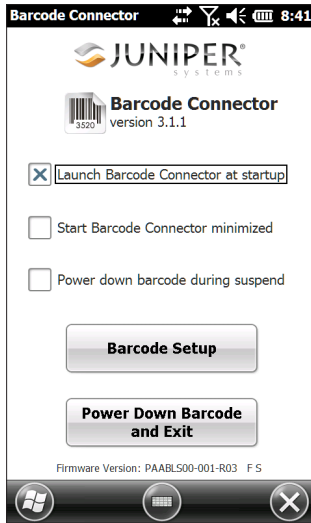 Barcode Connector 8:41
JUNIPER®
systems
3520
Barcode Connector
version 3.1.1
Launch Barcode Connector at startup
Start Barcode Connector minimized
Power down barcode during suspend
Barcode Setup
Power Down Barcode
and Exit
Firmware Version: PAABLS00-001-R03 F S